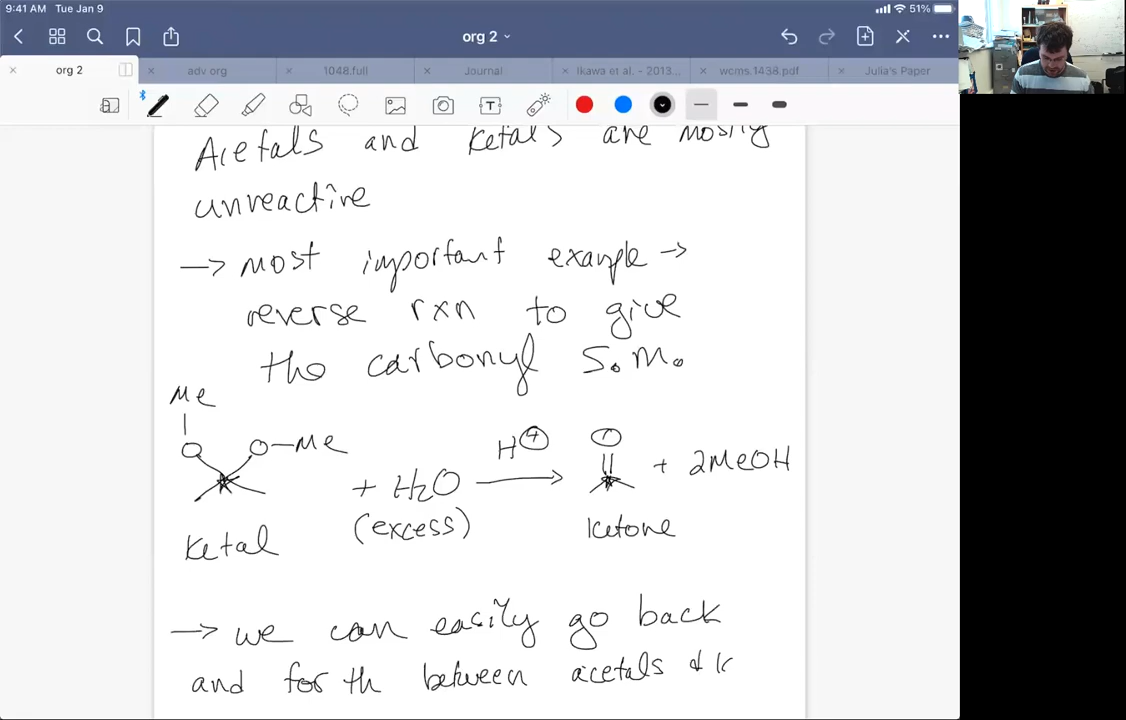 9:41 AM Tue Jan 9
51%
org 2
org 2
adv org
1048.full
Journal
Ikawa et al. - 2013...
wcms.1438.pdf
Julia's Paper
Acetals and ketals are mostly
unreactive
→ most important example →
reverse rxn to give
the carbonyl S.M.
Me
O O-Me
+ H2O
H+
O
+ 2MeOH
ketal
(excess)
ketone
→ we can easily go back
and forth between acetals &